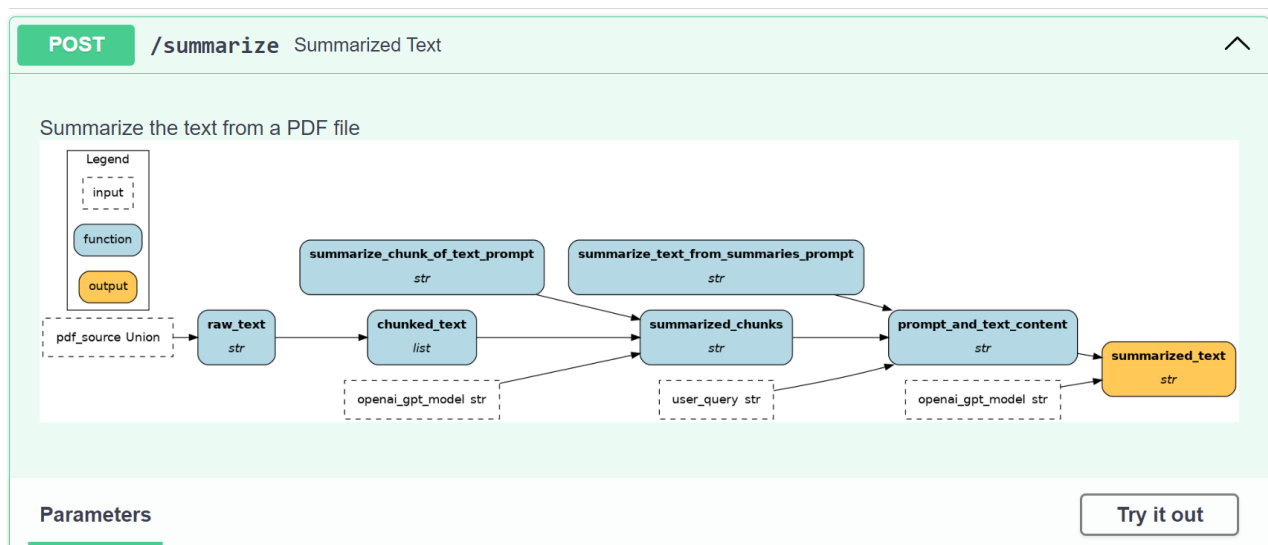 POST /summarize Summarized Text
Summarize the text from a PDF file
Legend
input
function
output
summarize_chunk_of_text_prompt
str
summarize_text_from_summaries_prompt
str
pdf_source Union
raw_text
str
chunked_text
list
summarized_chunks
str
prompt_and_text_content
str
summarized_text
str
openai_gpt_model str
user_query str
openai_gpt_model str
Parameters
Try it out